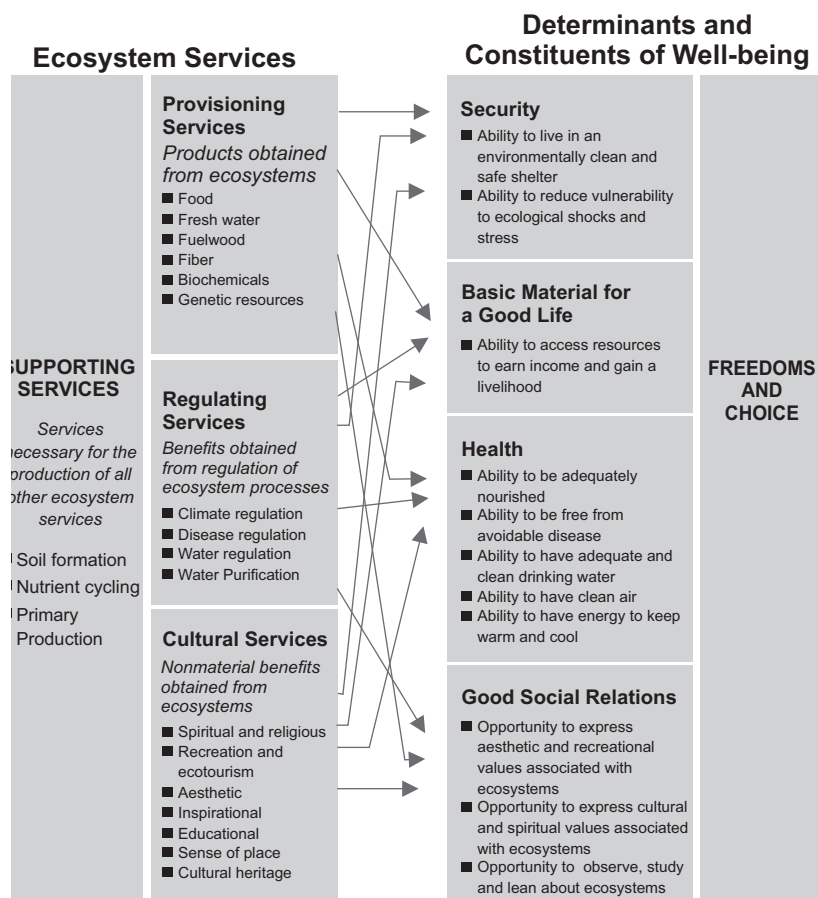 Ecosystem Services
Determinants and
Constituents of Well-being
SUPPORTING
SERVICES
Services
necessary for the
production of all
other ecosystem
services
Soil formation
Nutrient cycling
Primary
Production
Provisioning
Services
Products obtained
from ecosystems
■ Food
■ Fresh water
■ Fuelwood
■ Fiber
■ Biochemicals
■ Genetic resources
Regulating
Services
Benefits obtained
from regulation of
ecosystem processes
■ Climate regulation
■ Disease regulation
■ Water regulation
■ Water Purification
Cultural Services
Nonmaterial benefits
obtained from
ecosystems
■ Spiritual and religious
■ Recreation and
ecotourism
■ Aesthetic
■ Inspirational
■ Educational
■ Sense of place
■ Cultural heritage
Security
■ Ability to live in an
environmentally clean and
safe shelter
■ Ability to reduce vulnerability
to ecological shocks and
stress
Basic Material for
a Good Life
■ Ability to access resources
to earn income and gain a
livelihood
Health
■ Ability to be adequately
nourished
■ Ability to be free from
avoidable disease
■ Ability to have adequate and
clean drinking water
■ Ability to have clean air
■ Ability to have energy to keep
warm and cool
Good Social Relations
■ Opportunity to express
aesthetic and recreational
values associated with
ecosystems
■ Opportunity to express cultural
and spiritual values associated
with ecosystems
■ Opportunity to observe, study
and lean about ecosystems
FREEDOMS
AND
CHOICE